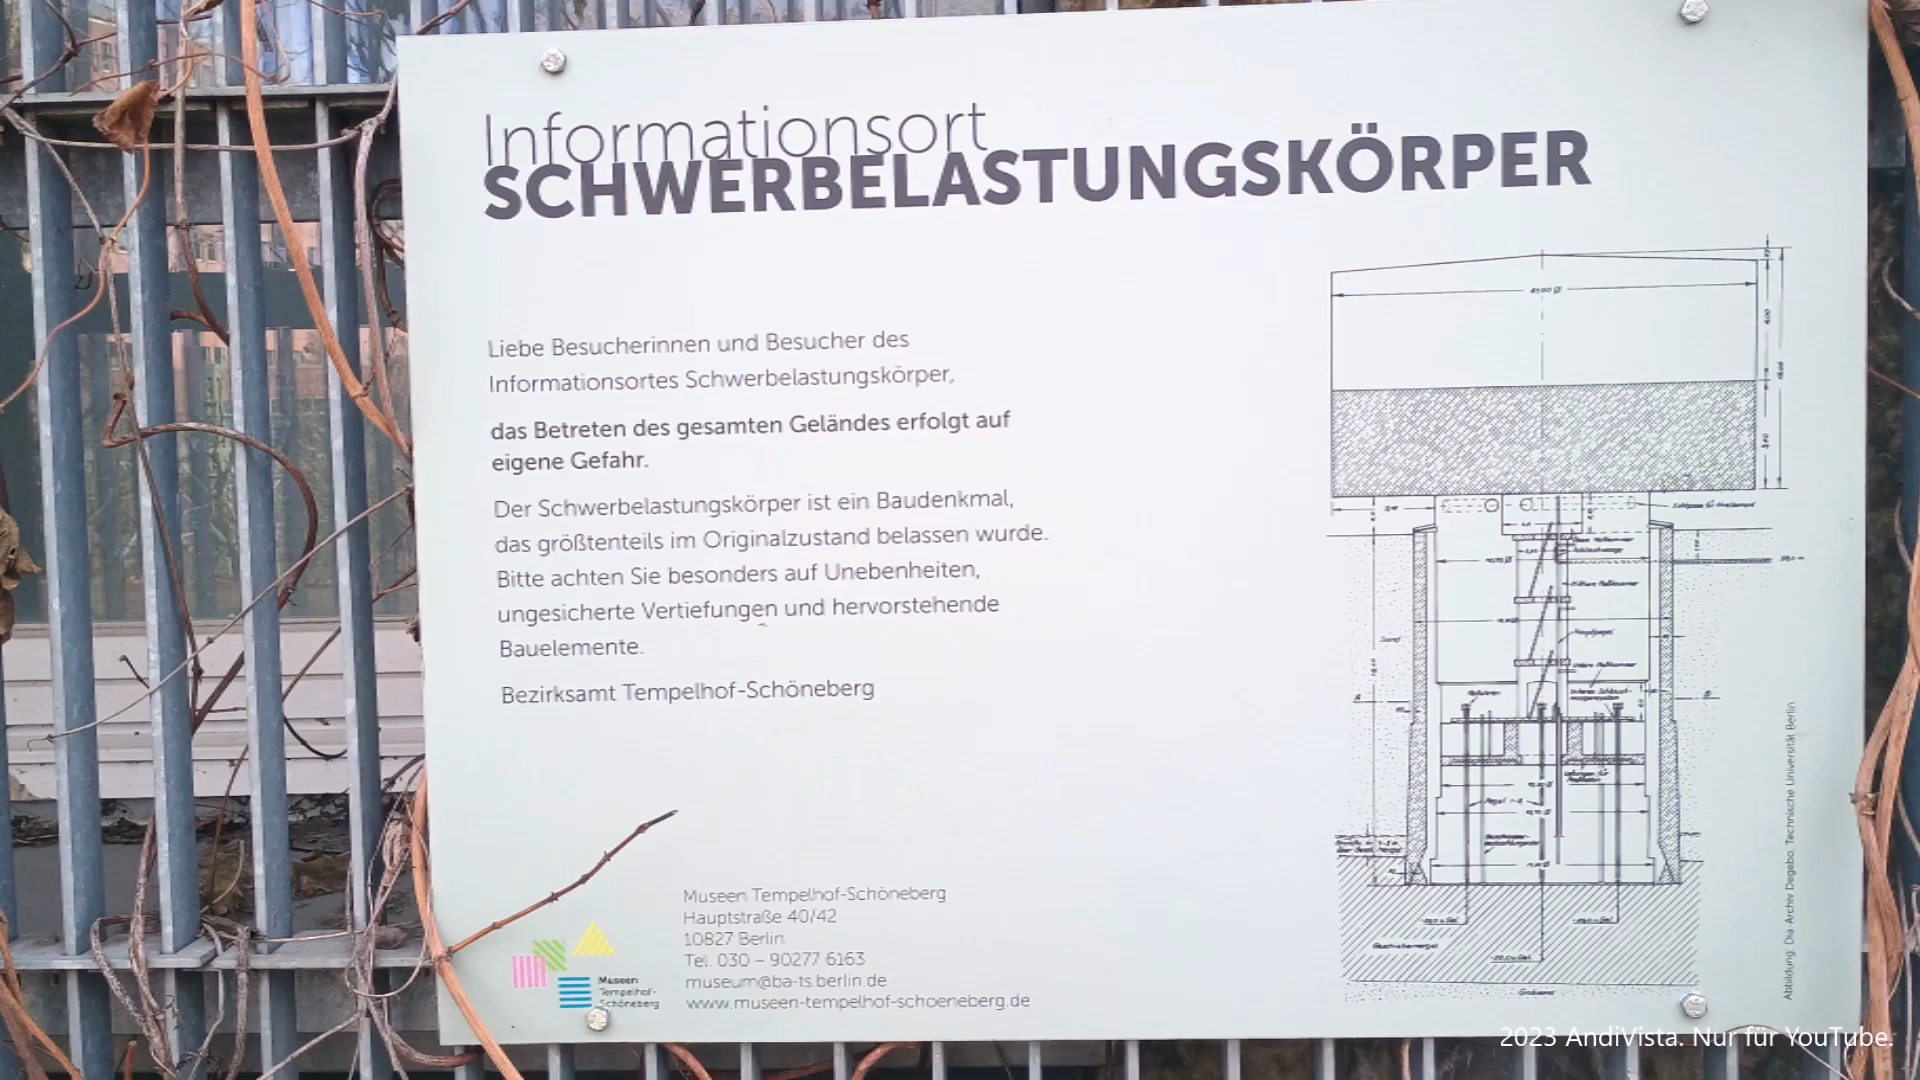 Informationsort
SCHWERBELASTUNGSKÖRPER
Liebe Besucherinnen und Besucher des
Informationsortes Schwerbelastungskörper,
das Betreten des gesamten Geländes erfolgt auf
eigene Gefahr.
Der Schwerbelastungskörper ist ein Baudenkmal,
das größtenteils im Originalzustand belassen wurde.
Bitte achten Sie besonders auf Unebenheiten,
ungesicherte Vertiefungen und hervorstehende
Bauelemente.
Bezirksamt Tempelhof-Schöneberg
Museen Tempelhof-Schöneberg
Hauptstraße 40/42
10827 Berlin
Tel. 030 – 90277 6163
museum@ba-ts.berlin.de
www.museen-tempelhof-schoeneberg.de
Museen
Tempelhof-
Schöneberg
Sand
Abbildung: Dia-Archiv Degebo, Technische Universität Berlin
2023 AndiVista. Nur für YouTube.